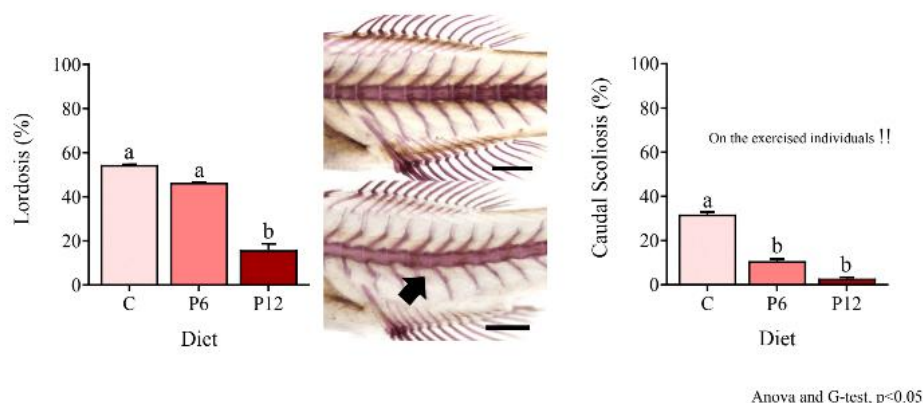 Lordosis (%)
100
80
60
40
20
0
a
a
b
C P6 P12
Diet
Caudal Scoliosis (%)
100
80
60
40
20
0
On the exercised individuals !!
a
b
b
C P6 P12
Diet
Anova and G-test, p<0.05